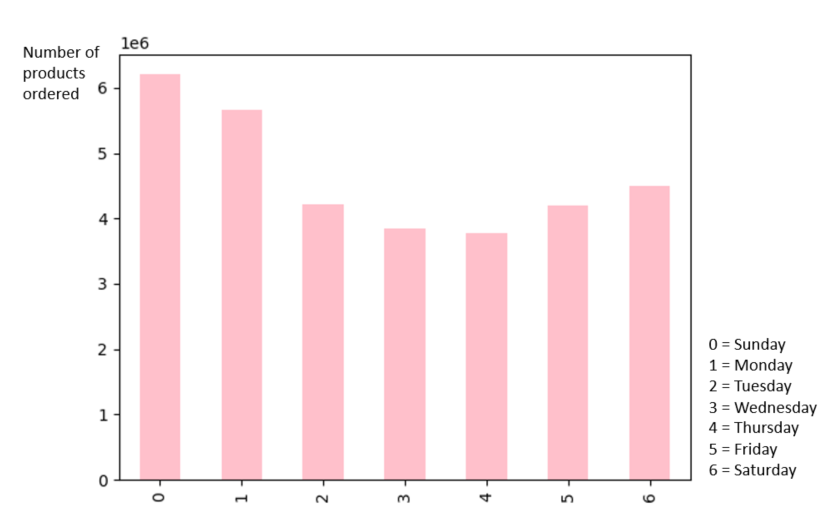 Number of
products
ordered
1e6
6
5
4
3
2
1
0
0 1 2 3 4 5 6
0 = Sunday
1 = Monday
2 = Tuesday
3 = Wednesday
4 = Thursday
5 = Friday
6 = Saturday